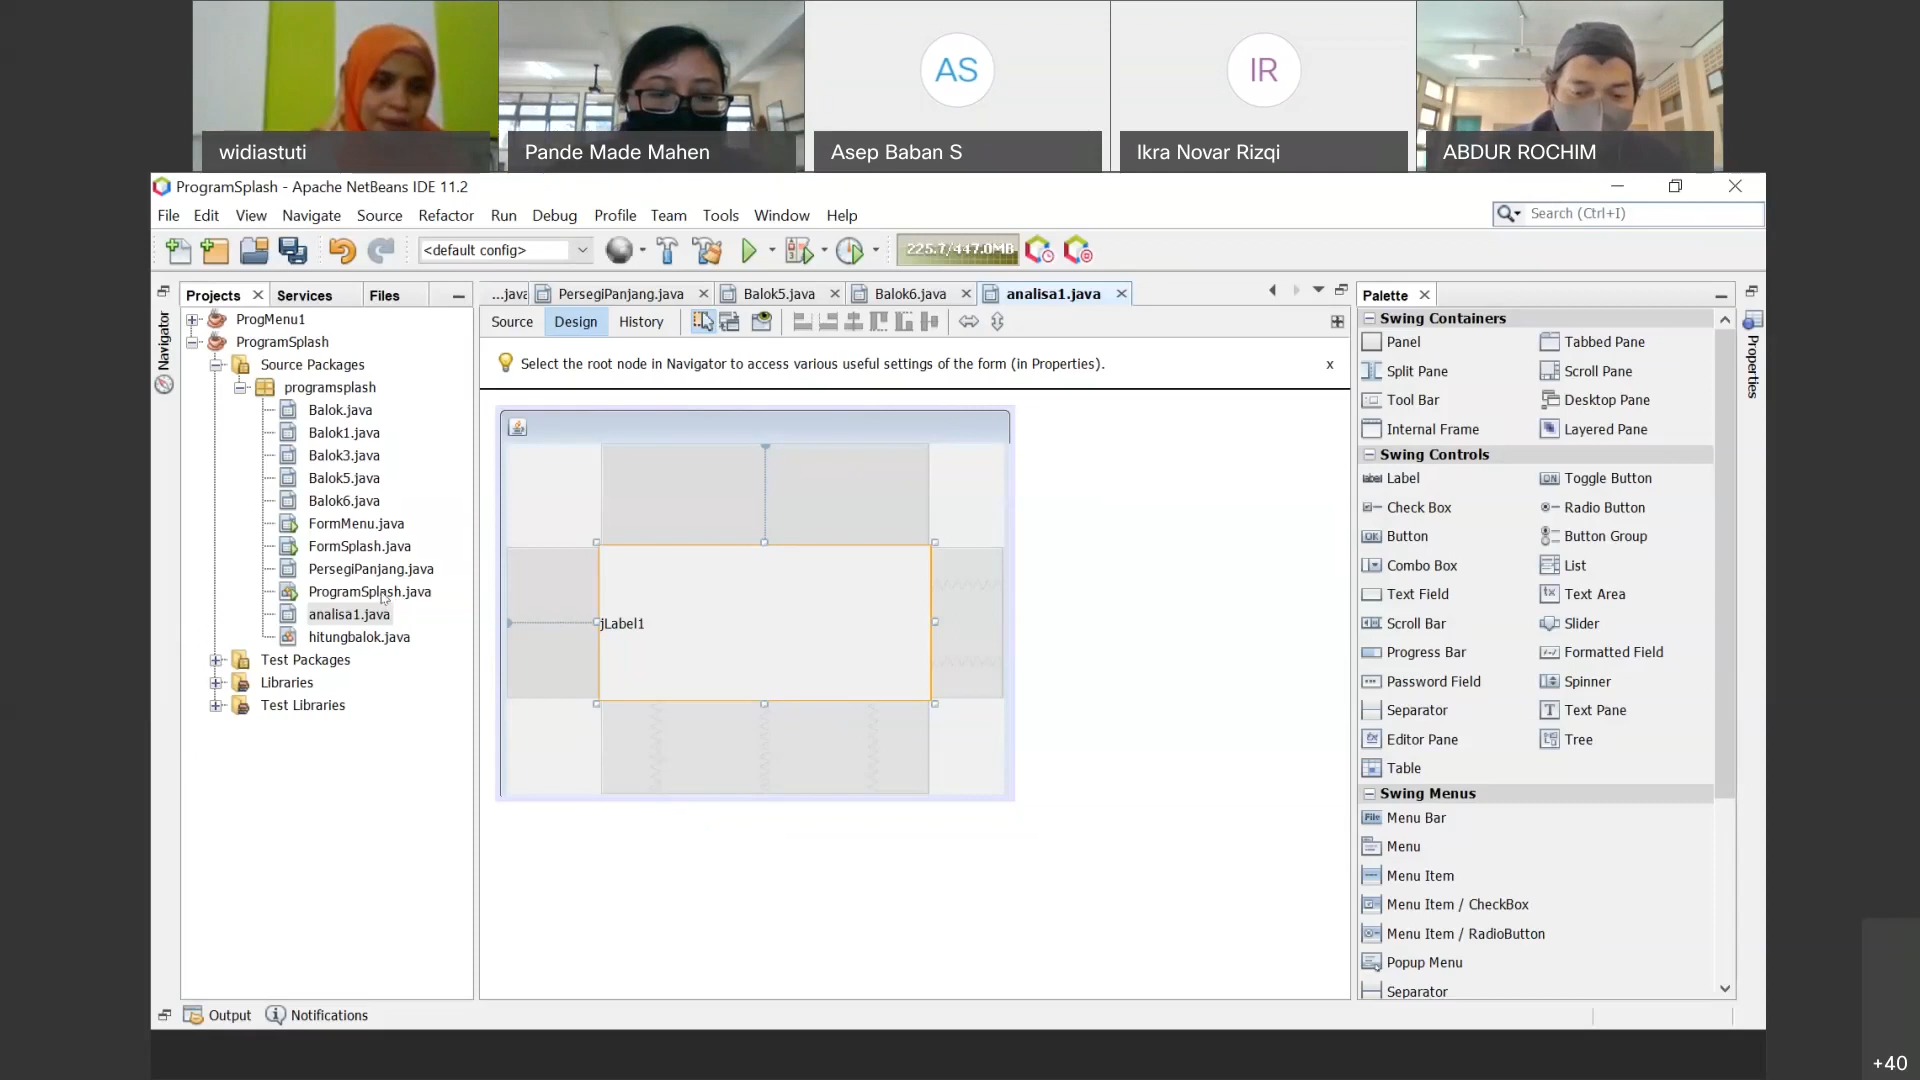 AS
IR
widiastuti
Pande Made Mahen
Asep Baban S
Ikra Novar Rizqi
ABDUR ROCHIM
ProgramSplash - Apache NetBeans IDE 11.2
File Edit View Navigate Source Refactor Run Debug Profile Team Tools Window Help
Search (Ctrl+I)
<default config>
225.7/447.0MB
Projects
Services
Files
...java
PersegiPanjang.java
Balok5.java
Balok6.java
analisa1.java
Palette
Navigator
Properties
Source
Design
History
Select the root node in Navigator to access various useful settings of the form (in Properties).
x
ProgMenu1
ProgramSplash
Source Packages
programsplash
Balok.java
Balok1.java
Balok3.java
Balok5.java
Balok6.java
FormMenu.java
FormSplash.java
PersegiPanjang.java
ProgramSplash.java
analisa1.java
hitungbalok.java
Test Packages
Libraries
Test Libraries
jLabel1
Swing Containers
Panel
Tabbed Pane
Split Pane
Scroll Pane
Tool Bar
Desktop Pane
Internal Frame
Layered Pane
Swing Controls
Label
Toggle Button
Check Box
Radio Button
Button
Button Group
Combo Box
List
Text Field
Text Area
Scroll Bar
Slider
Progress Bar
Formatted Field
Password Field
Spinner
Separator
Text Pane
Editor Pane
Tree
Table
Swing Menus
Menu Bar
Menu
Menu Item
Menu Item / CheckBox
Menu Item / RadioButton
Popup Menu
Separator
Output
Notifications
+40